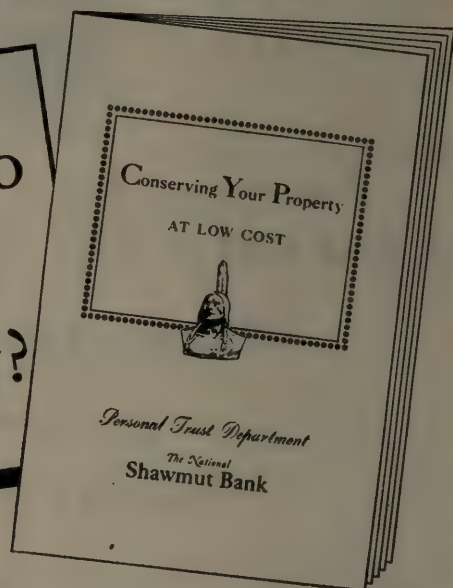 O
?
Conserving Your Property
AT LOW COST
Personal Trust Department
The National
Shawmut Bank